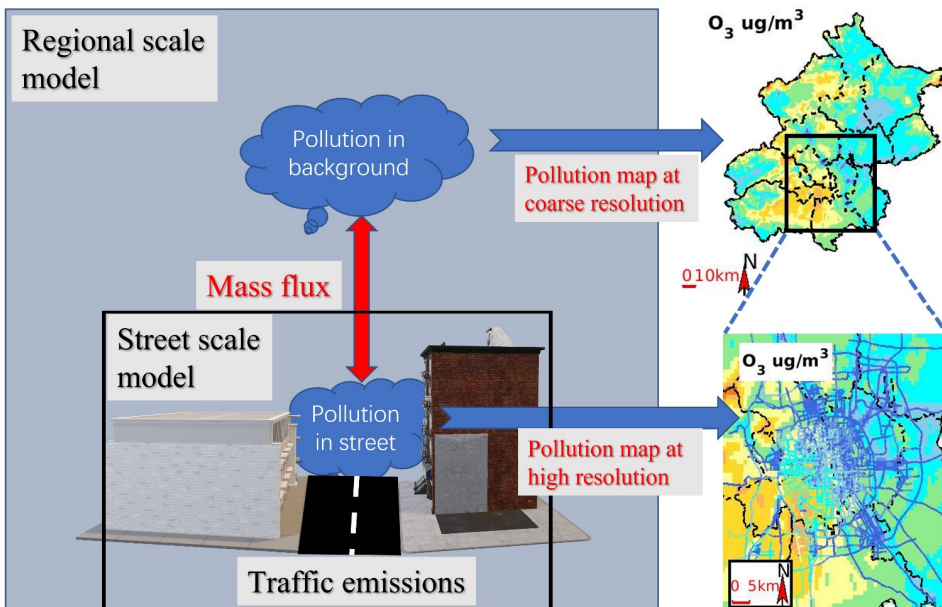 Regional scale
model
Pollution in
background
Pollution map at
coarse resolution
O₃ ug/m³
N
0 10km
Mass flux
Street scale
model
Pollution
in street
Pollution map at
high resolution
Traffic emissions
O₃ ug/m³
N
0 5km